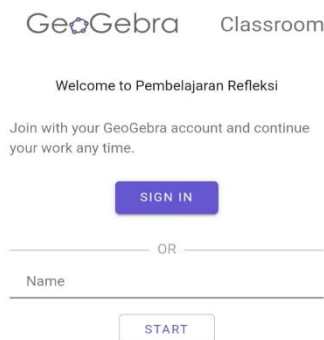 GeoGebra Classroom
Welcome to Pembelajaran Refleksi
Join with your GeoGebra account and continue
your work any time.
SIGN IN
OR
Name
START